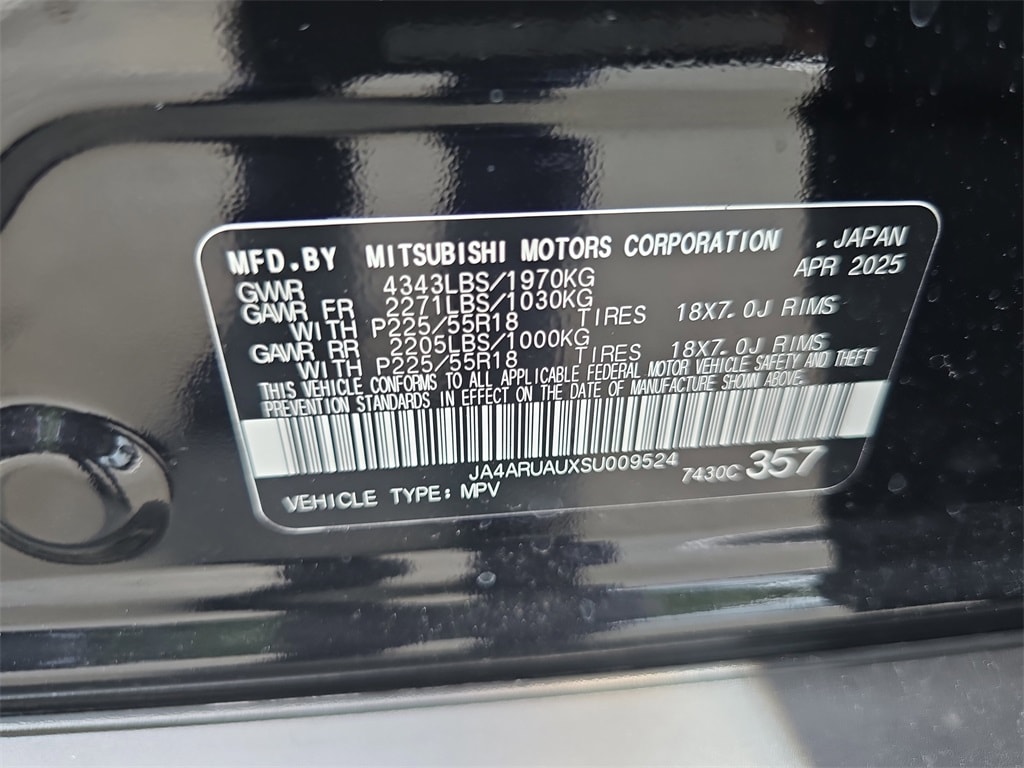 MFD.BY MITSUBISHI MOTORS CORPORATION . JAPAN
APR 2025
GVWR 4343LBS/1970KG
GAWR FR 2271LBS/1030KG
WITH P225/55R18 TIRES 18X7.0J RIMS
GAWR RR 2205LBS/1000KG
WITH P225/55R18 TIRES 18X7.0J RIMS
THIS VEHICLE CONFORMS TO ALL APPLICABLE FEDERAL MOTOR VEHICLE SAFETY AND THEFT
PREVENTION STANDARDS IN EFFECT ON THE DATE OF MANUFACTURE SHOWN ABOVE.
JA4ARUAUXSU009524 7430C 357
VEHICLE TYPE: MPV